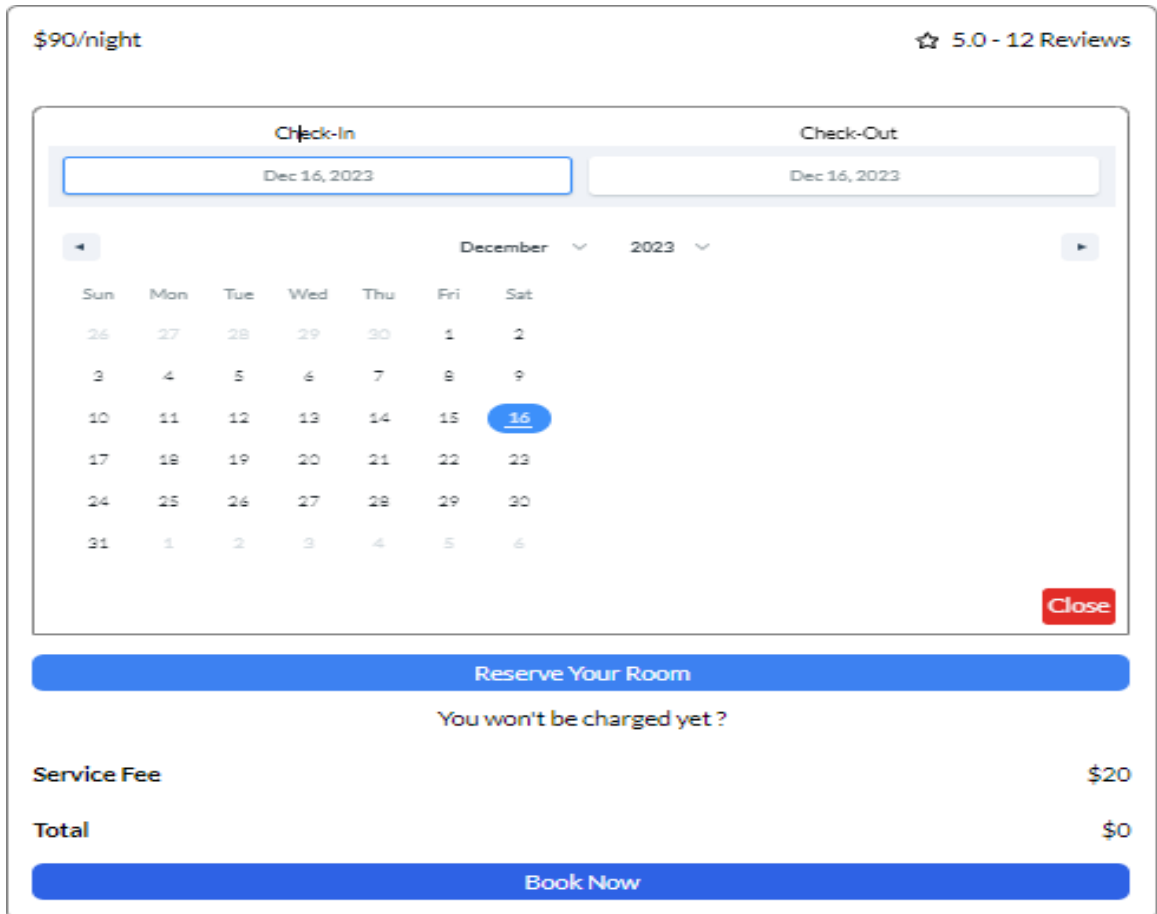 $90/night 5.0 - 12 Reviews
Check-In Check-Out
Dec 16, 2023 Dec 16, 2023
December 2023
Sun Mon Tue Wed Thu Fri Sat
26 27 28 29 30 1 2
3 4 5 6 7 8 9
10 11 12 13 14 15 16
17 18 19 20 21 22 23
24 25 26 27 28 29 30
31 1 2 3 4 5 6
Close
Reserve Your Room
You won't be charged yet ?
Service Fee $20
Total $0
Book Now